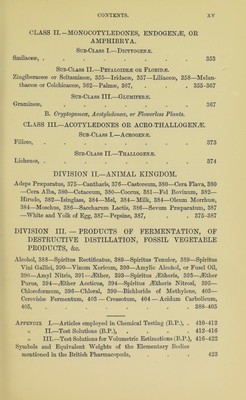 CONTENTS. XV
CLASS II.—MONOCOTYLEDONES, ENDOGENÆ, OR
AMPHIBRYA.
Sub-Class I.—Dictyogenæ.
Smilaceæ, . . . . . . . . 353
Sub-Class II.—Petaloideæ or Florideæ.
Zingiberaceæ or Scitamineæ, 355—Iridaceæ, 357—Liliaceæ, 358—Melan-
thaceæ or Colchicaceæ, 362—Palmæ, 367, . . . 355-367
Sub-Class III.—Glumiferæ.
Gramineæ, . . . . . . . . 367
B. Cryptogamous, Acotyledonous, or Flowerless Plants.
CLASS III.—ACOTYLEDONES OR ACRO-THALLOGENÆ.
Sub-Class I.—Acrogenæ.
Filices, . . . . . . . . 373
Sub-Class II.—Thallogenæ.
Lichenes, . . . . . . . . 374
DIVISION II.—ANIMAL KINGDOM.
Adeps Preparatus, 375—Cantharis, 376—Castoreum, 380—Cera Flava, 380
—Cera Alba, 380—Cetaceum, 380—Coccus, 381—Fel Bovinum, 382—
Hirudo, 382—Isinglass, 384—Mel, 384—Milk, 384—Oleum Morrhuæ,
384—Moschus, 386—Saccharum Lactis, 386—Sevum Præparatum, 387
—White and Yolk of Egg, 387—Pepsine, 387, . . 375-387
DIVISION III. — PRODUCTS OF FERMENTATION, OF
DESTRUCTIVE DISTILLATION, FOSSIL VEGETABLE
PRODUCTS, &c.
Alcohol, 388—Spiritus Rectificatus, 389—Spiritus Tenuior, 389—Spiritus
Vini Gallici, 390—Vinum Xericum, 390—Amylic Alcohol, or Fusel Oil,
391—Amyl Nitris, 391—Æther, 393—Spiritus Ætheris, 395—Æther
Purus, 394—Æther Aceticus, 394—Spiritus Ætheris Nitrosi, 395—
Chloroformum, 396—Chloral, 399—Bichloride of Methylene, 403—
Cerevisiæ Fermentum, 403—Creasotum, 404—Acidum Carbolicum,
405, . . . . . . . . 388-405
Appendix I.—Articles employed in Chemical Testing (B.P.), . 410-412
„ II.—Test Solutions (B.P.), . . . . 412-416
„ III.—Test Solutions for Volumetric Estimations (B.P.), 416-422
Symbols and Equivalent Weights of the Elementary Bodies
mentioned in the British Pharmacopœia, . . . 423